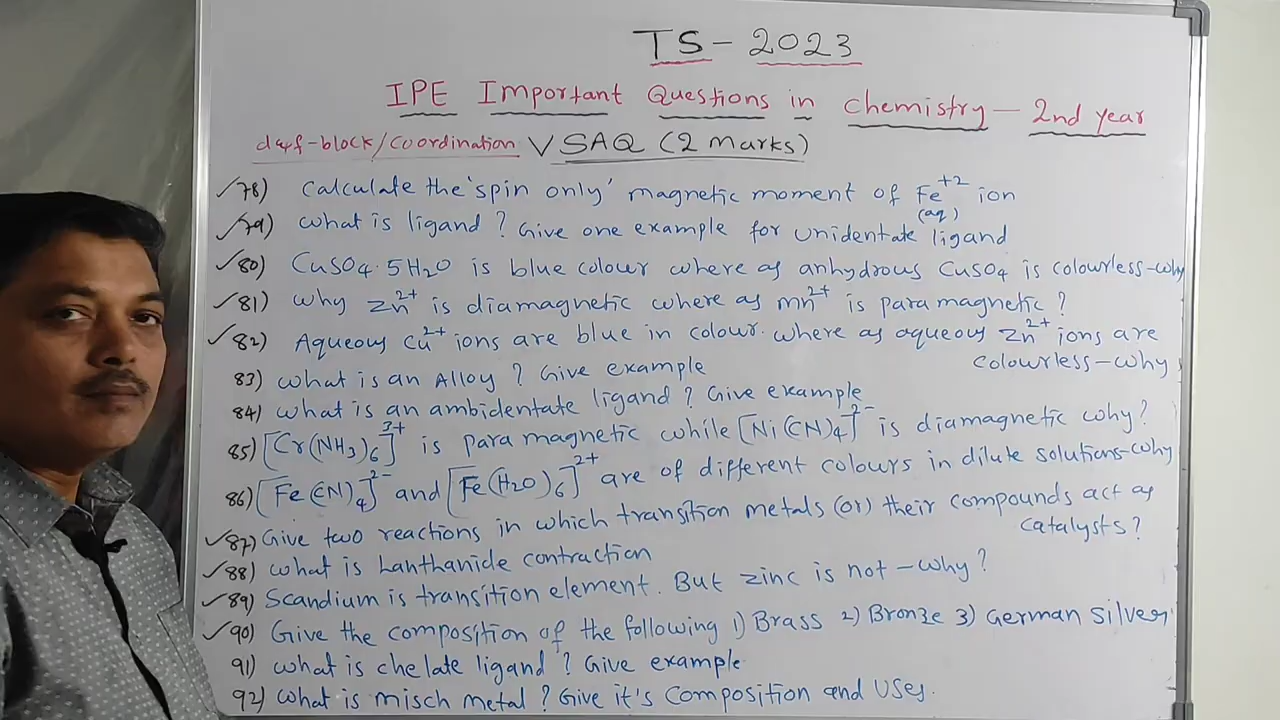 TS - 2023
IPE Important Questions in Chemistry - 2nd year
d&f-block/Coordination VSAQ (2 Marks)
78) Calculate the 'spin only' magnetic moment of Fe+2(aq) ion
79) What is ligand? Give one example for Unidentate ligand
80) CuSO4.5H2O is blue colour where as anhydrous CuSO4 is colourless-why
81) Why Zn2+ is diamagnetic where as mn2+ is para magnetic?
82) Aqueous Cu2+ ions are blue in colour. where as aqueous Zn2+ ions are
colourless-why
83) What is an Alloy? Give example
84) What is an ambidentate ligand? Give example
85) [Cr(NH3)6]3+ is para magnetic while [Ni(CN)4]2- is diamagnetic why?
86) [Fe(CN)4]2- and [Fe(H2O)6]2+ are of different colours in dilute solutions-why
87) Give two reactions in which transition metals (or) their compounds act as
catalysts?
88) What is Lanthanide contraction
89) Scandium is transition element. But zinc is not-why?
90) Give the composition of the following 1) Brass 2) Bronze 3) German Silver
91) What is chelate ligand? Give example
92) What is misch metal? Give it's Composition and Uses.